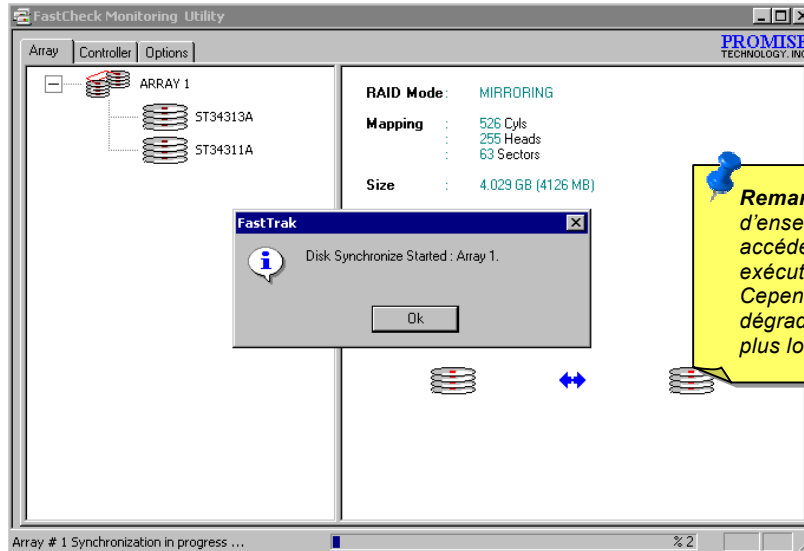 FastCheck Monitoring Utility
Array Controller Options
PROMISE
TECHNOLOGY, INC
ARRAY 1
ST34313A
ST34311A
RAID Mode: MIRRORING
Mapping : 526 Cyls
: 255 Heads
: 63 Sectors
Size : 4.029 GB (4126 MB)
FastTrak
Disk Synchronize Started : Array 1.
Ok
Remar
d'ense
accéde
exécut
Cepen
dégrad
plus lo
Array # 1 Synchronization in progress ...
% 2